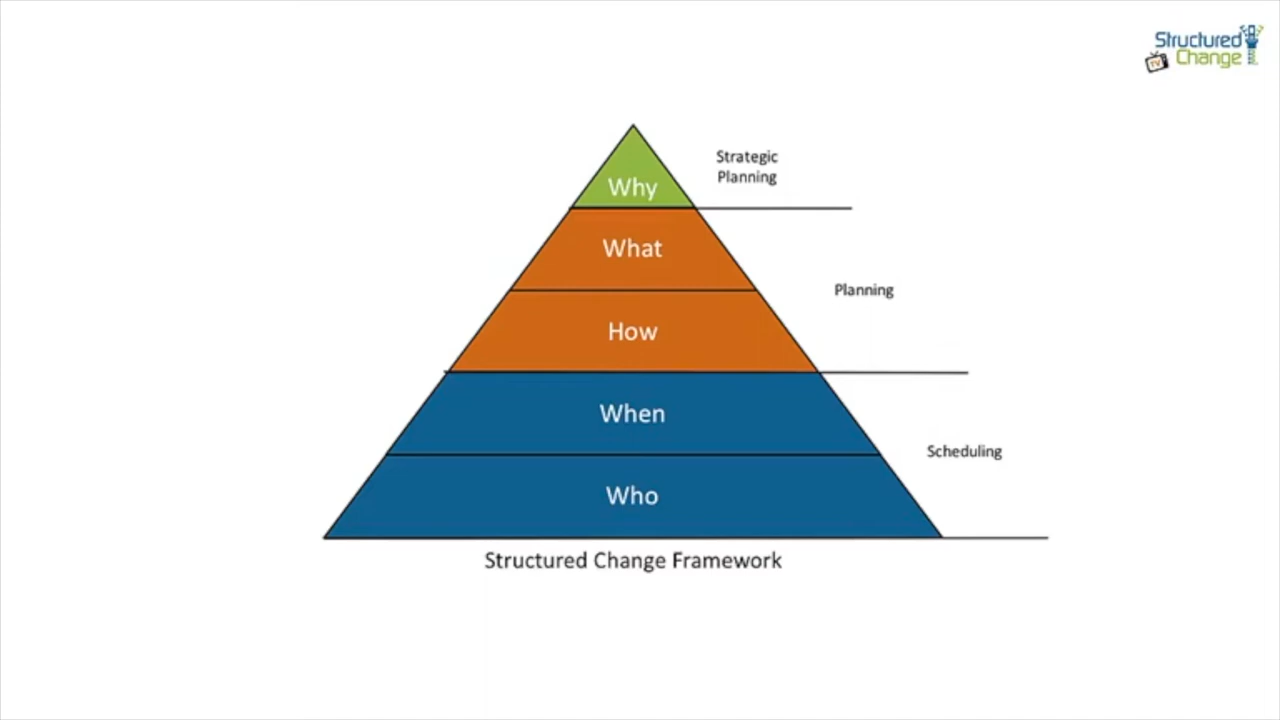 Structured
TV Change
Strategic
Planning
Why
What
Planning
How
When
Scheduling
Who
Structured Change Framework